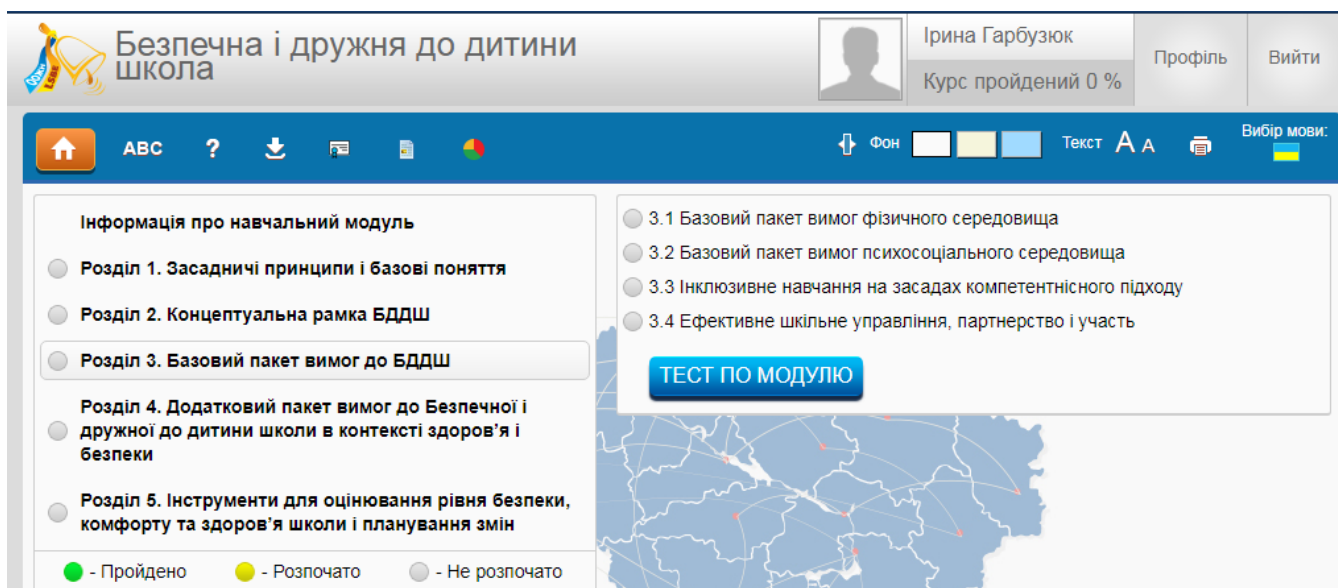 Безпечна і дружня до дитини
школа
Ірина Гарбузюк
Курс пройдений 0 %
Профіль
Вийти
ABC
?
Фон
Текст A A
Вибір мови:
Інформація про навчальний модуль
Розділ 1. Засадничі принципи і базові поняття
Розділ 2. Концептуальна рамка БДДШ
Розділ 3. Базовий пакет вимог до БДДШ
Розділ 4. Додатковий пакет вимог до Безпечної і
дружної до дитини школи в контексті здоров’я і
безпеки
Розділ 5. Інструменти для оцінювання рівня безпеки,
комфорту та здоров’я школи і планування змін
- Пройдено - Розпочато - Не розпочато
3.1 Базовий пакет вимог фізичного середовища
3.2 Базовий пакет вимог психосоціального середовища
3.3 Інклюзивне навчання на засадах компетентнісного підходу
3.4 Ефективне шкільне управління, партнерство і участь
ТЕСТ ПО МОДУЛЮ
LSBE